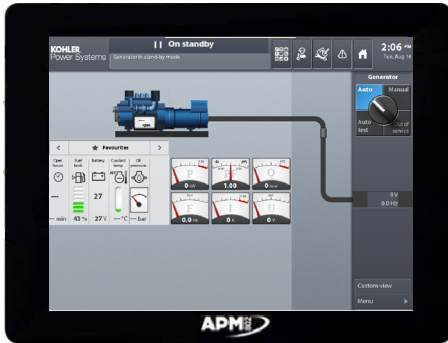 KOHLER
Power Systems
On standby
Generator in stand-by mode
2:06 PM
Tue, Aug 16
Generator
Auto
Manual
Auto test
Out of service
Favourites
Oper hours
Fuel tank
Battery
Coolant temp
Oil pressure
27
--- min
43 %
27 V
--- °C
--- bar
P
0 kW
PF
1.00
Q
0 kvar
F
0.0 Hz
I
0 A
U
0 V
0 V
0.0 Hz
Custom view
Menu
APM802